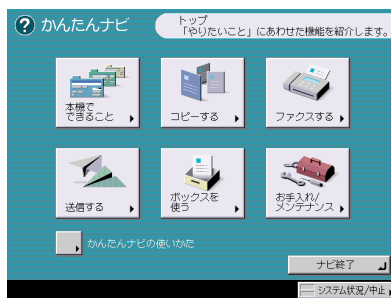 ? かんたんナビ
トップ
「やりたいこと」にあわせた機能を紹介します。
本機で
できること
コピーする
ファクスする
送信する
ボックスを
使う
お手入れ/
メンテナンス
かんたんナビの使いかた
ナビ終了
システム状況/中止